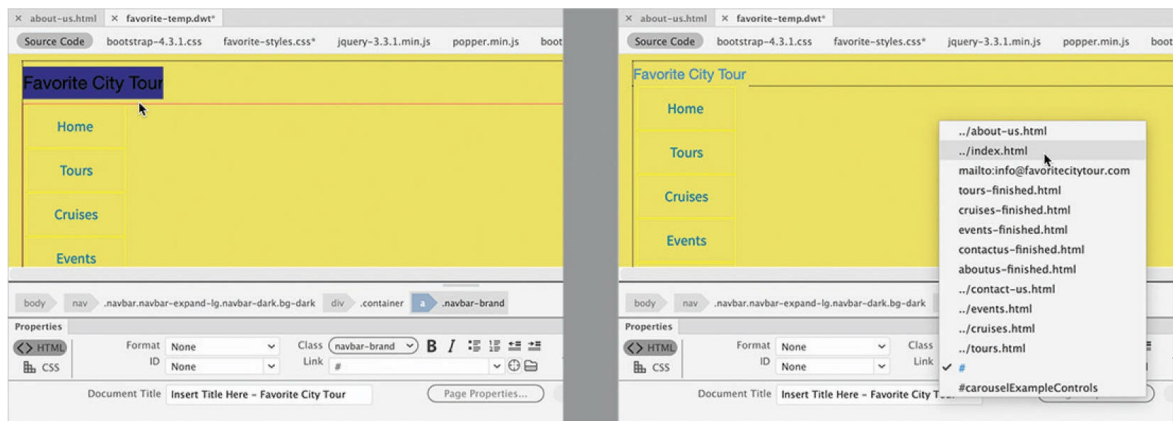 × about-us.html × favorite-temp.dwt*
Source Code bootstrap-4.3.1.css favorite-styles.css* jquery-3.3.1.min.js popper.min.js boot
Favorite City Tour
Home
Tours
Cruises
Events
body nav .navbar.navbar-expand-lg.navbar-dark.bg-dark div .container a .navbar-brand
Properties
<> HTML Format None Class navbar-brand B I
CSS ID None Link #
Document Title Insert Title Here – Favorite City Tour Page Properties...
× about-us.html × favorite-temp.dwt*
Source Code bootstrap-4.3.1.css favorite-styles.css* jquery-3.3.1.min.js popper.min.js boot
Favorite City Tour
Home
Tours
Cruises
Events
body nav .navbar.navbar-expand-lg.navbar-dark.bg-dark
Properties
<> HTML Format None Class
CSS ID None Link
Document Title Insert Title Here – Favorite City T
../about-us.html
../index.html
mailto:info@favoritecitytour.com
tours-finished.html
cruises-finished.html
events-finished.html
contactus-finished.html
aboutus-finished.html
../contact-us.html
../events.html
../cruises.html
../tours.html
✓ #
#carouselExampleControls